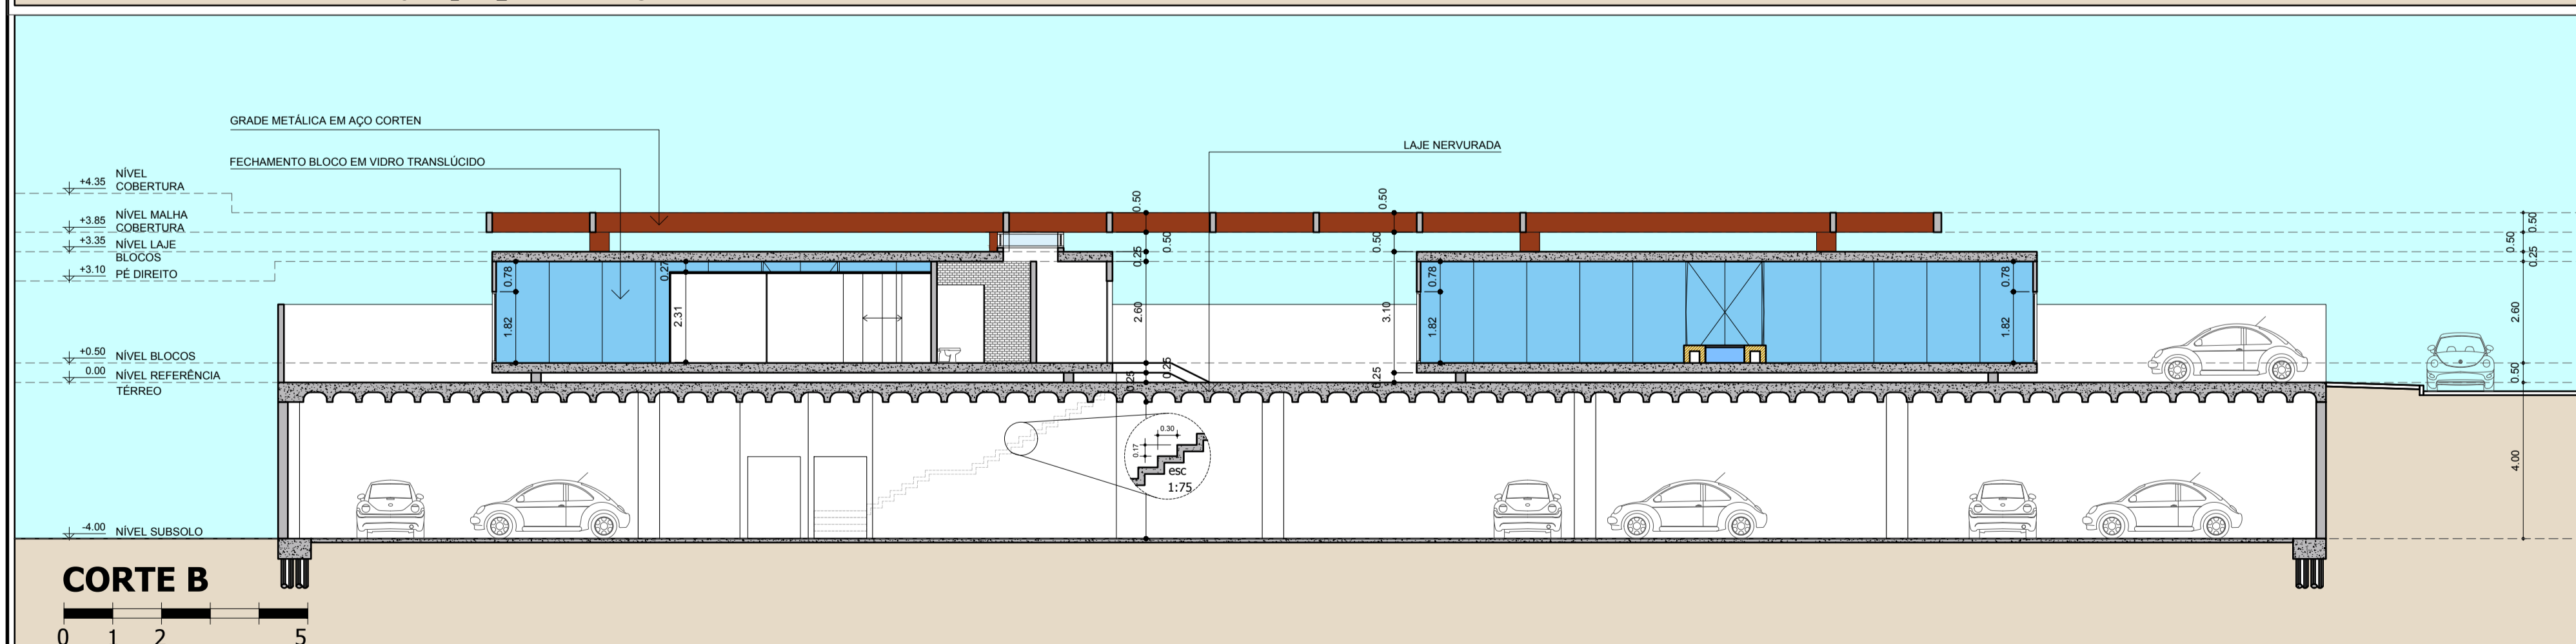 GRADE METÁLICA EM AÇO CORTEN
FECHAMENTO BLOCO EM VIDRO TRANSLÚCIDO
LAJE NERVURADA
+4.35 NÍVEL
COBERTURA
+3.85 NÍVEL MALHA
COBERTURA
+3.35 NÍVEL LAJE
BLOCOS
+3.10 PÉ DIREITO
+0.50 NÍVEL BLOCOS
0.00 NÍVEL REFERÊNCIA
TÉRREO
-4.00 NÍVEL SUBSOLO
0.78
1.82
0.27
2.31
0.50
0.50
0.25
2.60
0.25
0.25
0.50
0.50
3.10
0.25
0.78
1.82
0.78
1.82
0.50
0.50
0.25
2.60
0.50
4.00
0.30
0.17
esc
1:75
CORTE B
0 1 2 5